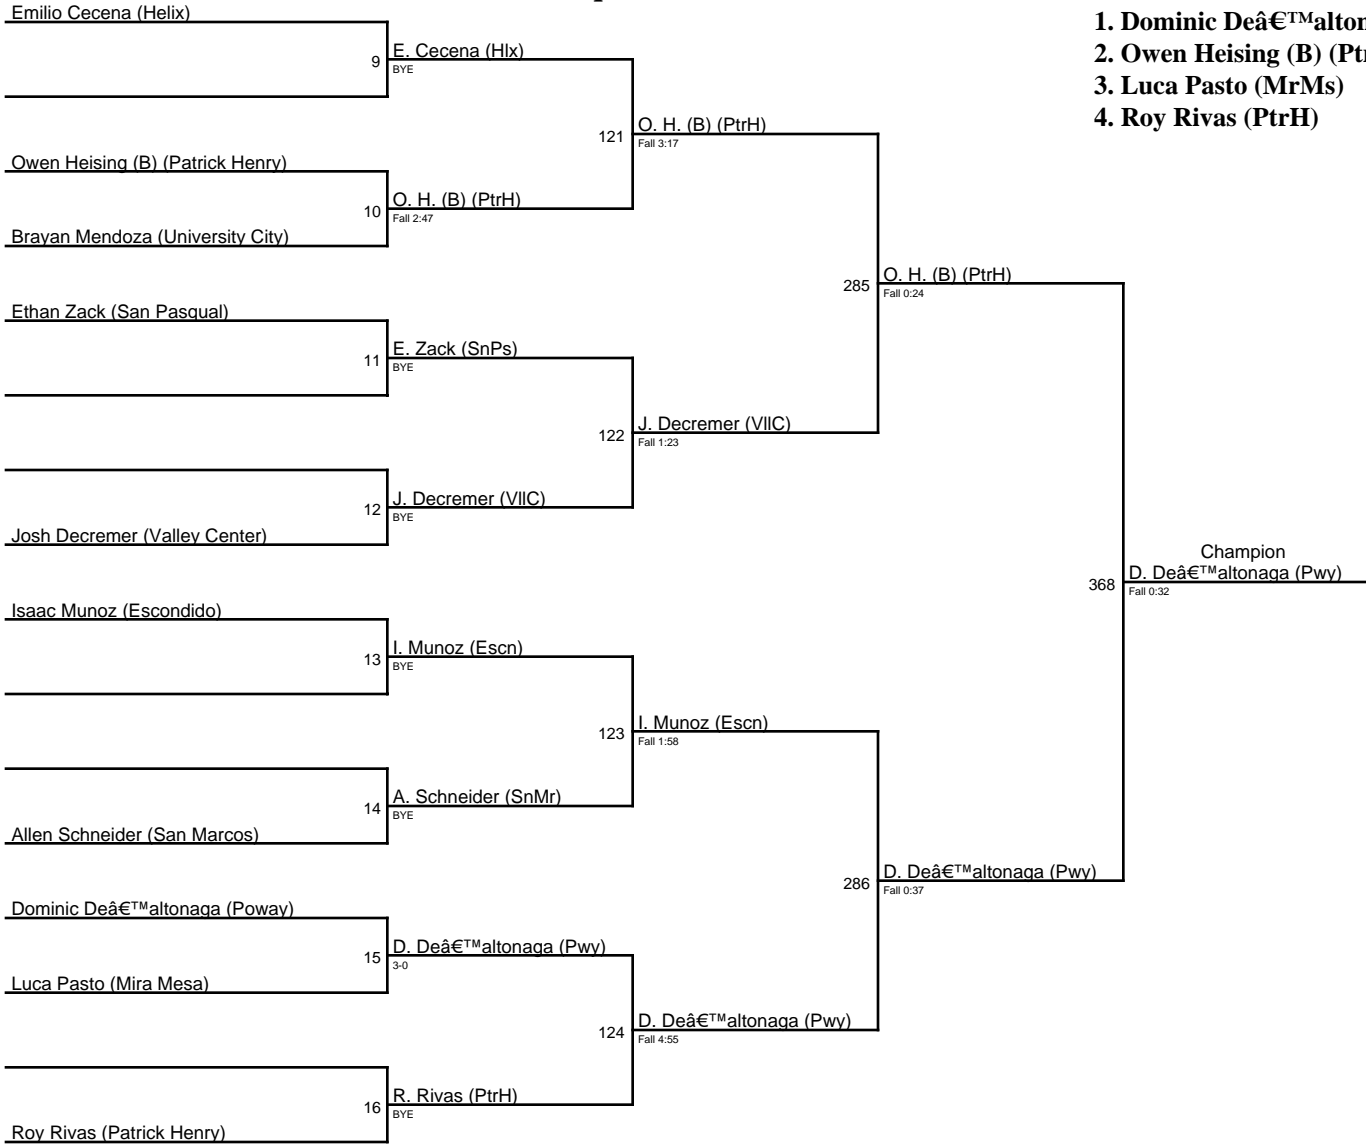 Emilio Cecena (Helix)
9
E. Cecena (Hlx)
BYE
121
O. H. (B) (PtrH)
Fall 3:17
Owen Heising (B) (Patrick Henry)
10
O. H. (B) (PtrH)
Fall 2:47
Brayan Mendoza (University City)
285
O. H. (B) (PtrH)
Fall 0:24
Ethan Zack (San Pasqual)
11
E. Zack (SnPs)
BYE
122
J. Decremer (VllC)
Fall 1:23
12
J. Decremer (VllC)
BYE
Josh Decremer (Valley Center)
368
Champion
D. Deâ€™altonaga (Pwy)
Fall 0:32
Isaac Munoz (Escondido)
13
I. Munoz (Escn)
BYE
123
I. Munoz (Escn)
Fall 1:58
14
A. Schneider (SnMr)
BYE
Allen Schneider (San Marcos)
286
D. Deâ€™altonaga (Pwy)
Fall 0:37
Dominic Deâ€™altonaga (Poway)
15
D. Deâ€™altonaga (Pwy)
3-0
Luca Pasto (Mira Mesa)
124
D. Deâ€™altonaga (Pwy)
Fall 4:55
16
R. Rivas (PtrH)
BYE
Roy Rivas (Patrick Henry)
1. Dominic Deâ€™alton
2. Owen Heising (B) (Ptr
3. Luca Pasto (MrMs)
4. Roy Rivas (PtrH)